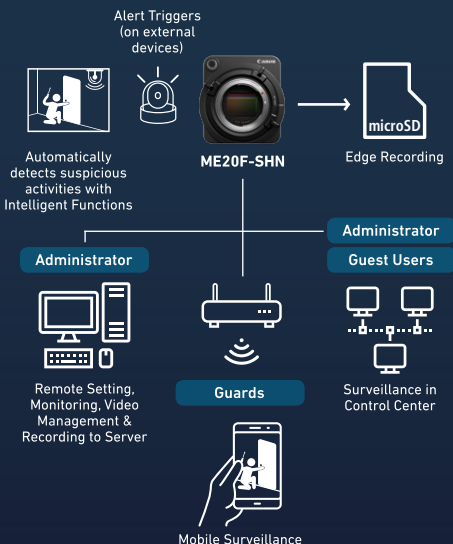 Alert Triggers
(on external
devices)
Canon
ME20F-SHN
microSD
Edge Recording
Automatically
detects suspicious
activities with
Intelligent Functions
Administrator
Administrator
Guest Users
Remote Setting,
Monitoring, Video
Management &
Recording to Server
Guards
Surveillance in
Control Center
Mobile Surveillance